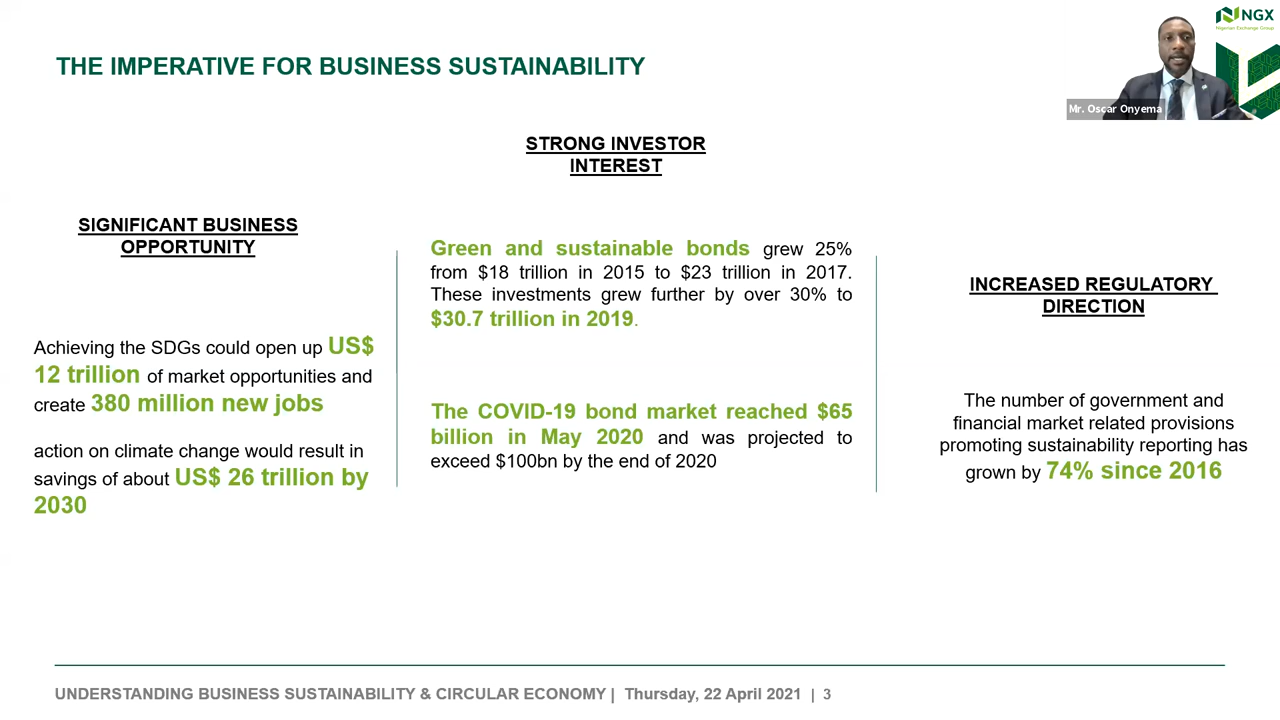 THE IMPERATIVE FOR BUSINESS SUSTAINABILITY
NGX
Nigerian Exchange Group
Mr. Oscar Onyema
SIGNIFICANT BUSINESS
OPPORTUNITY
Achieving the SDGs could open up US$
12 trillion of market opportunities and
create 380 million new jobs
action on climate change would result in
savings of about US$ 26 trillion by
2030
STRONG INVESTOR
INTEREST
Green and sustainable bonds grew 25%
from $18 trillion in 2015 to $23 trillion in 2017.
These investments grew further by over 30% to
$30.7 trillion in 2019.
The COVID-19 bond market reached $65
billion in May 2020 and was projected to
exceed $100bn by the end of 2020
INCREASED REGULATORY
DIRECTION
The number of government and
financial market related provisions
promoting sustainability reporting has
grown by 74% since 2016
UNDERSTANDING BUSINESS SUSTAINABILITY & CIRCULAR ECONOMY | Thursday, 22 April 2021 | 3